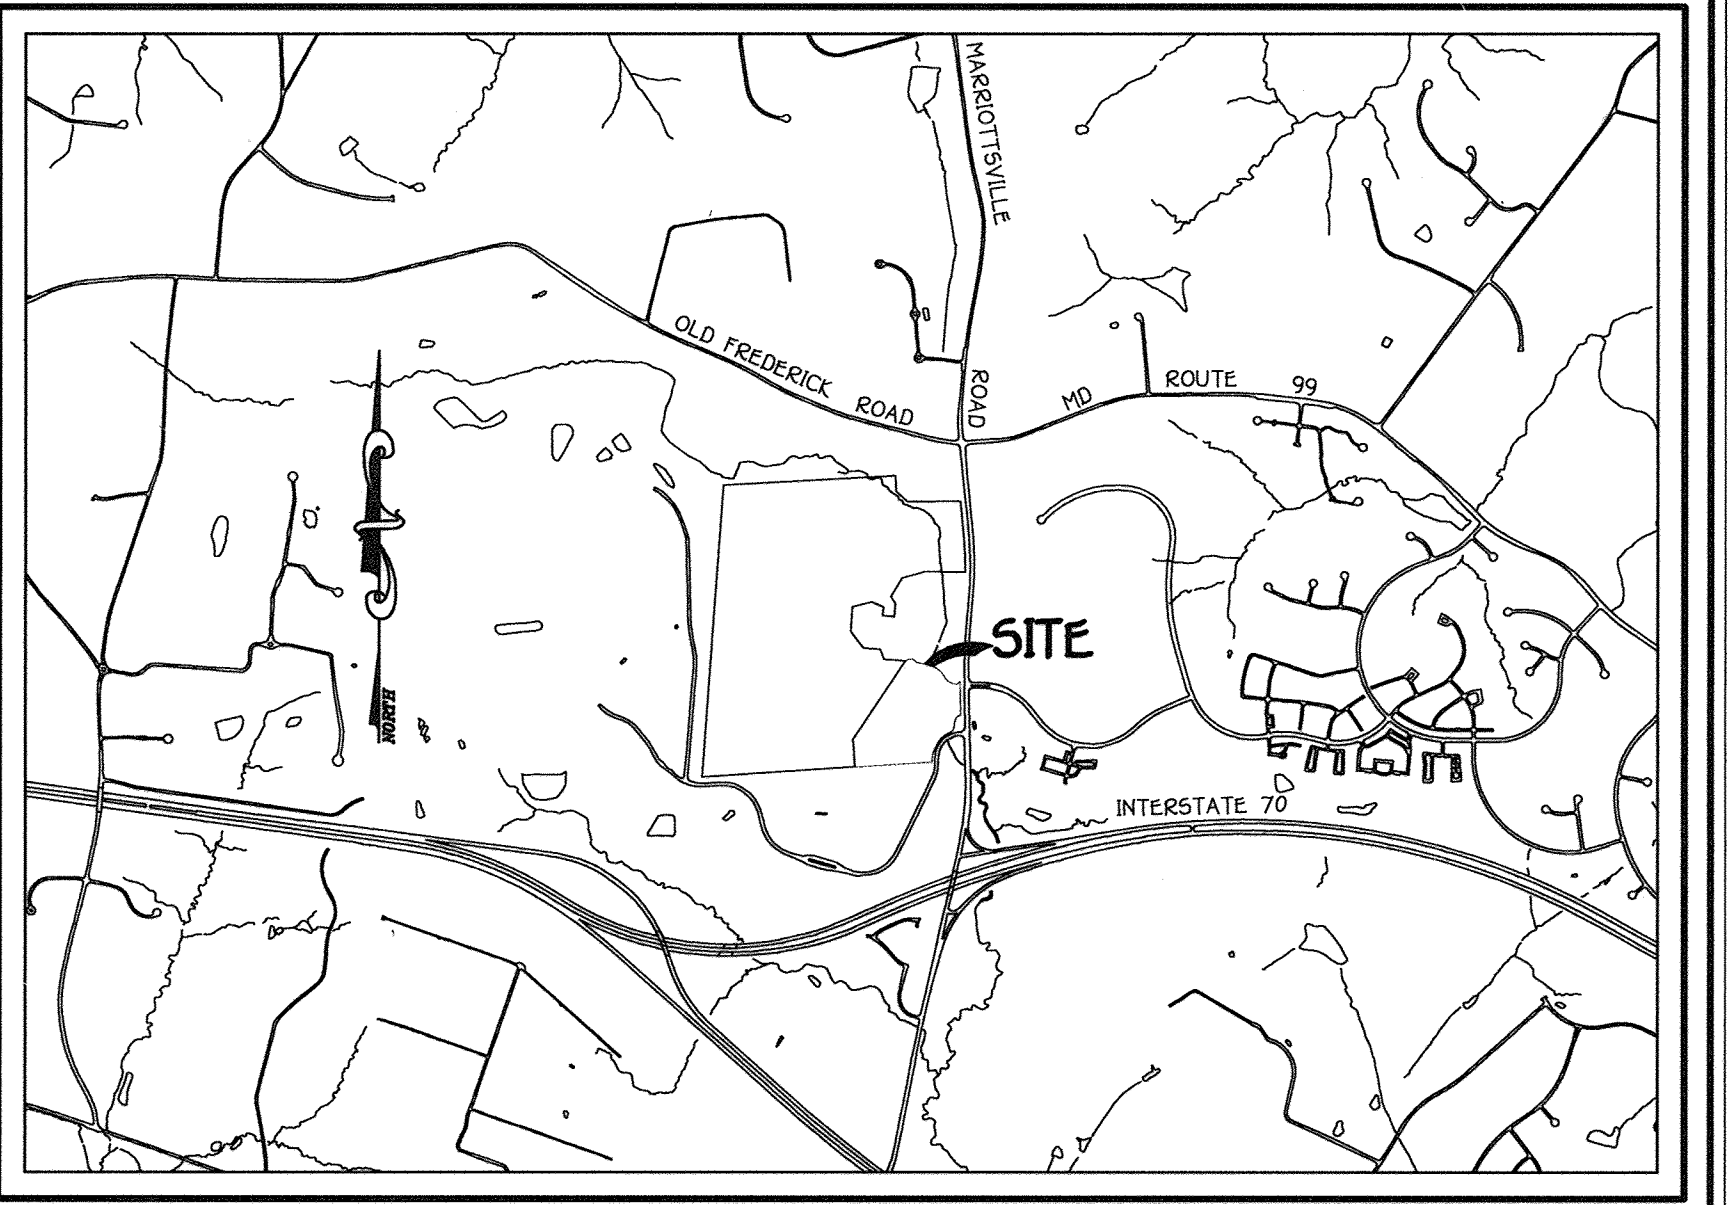 MARRIOTTSVILLE
ROAD
OLD FREDERICK ROAD
MD ROUTE 99
SITE
NORTH
INTERSTATE 70